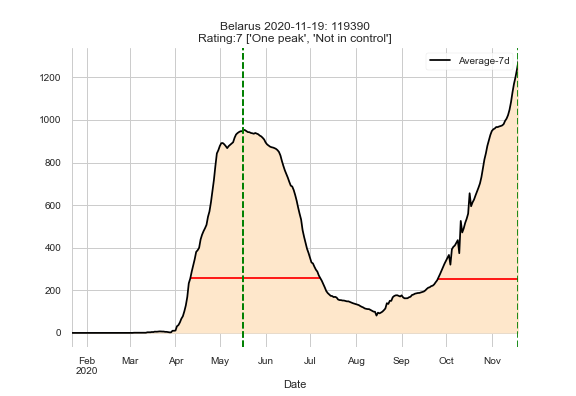 Belarus 2020-11-19: 119390
Rating:7 ['One peak', 'Not in control']
Average-7d
1200
1000
800
600
400
200
0
Feb Mar Apr May Jun Jul Aug Sep Oct Nov
2020
Date